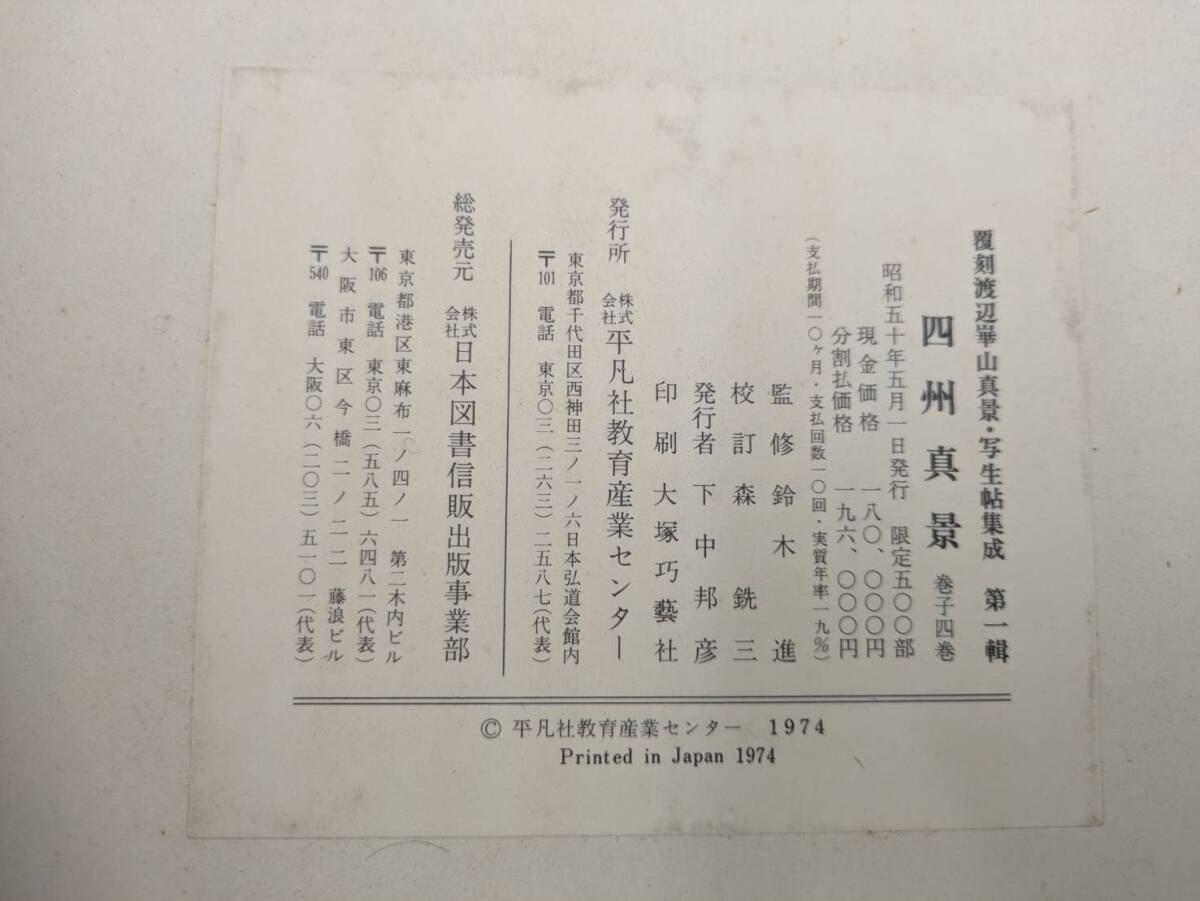 覆刻渡辺崋山真景・写生帖集成　第一輯
四州真景　巻子四巻
昭和五十年五月一日発行　限定五〇〇部
現金価格　一八〇、〇〇〇円
分割払価格　一九六、〇〇〇円
（支払期間一〇ヶ月・支払回数一〇回・実質年率一九％）
監修　鈴木進
校訂　森銑三
発行者　下中邦彦
印刷　大塚巧藝社
発行所　株式会社平凡社教育産業センター
東京都千代田区西神田三ノ一ノ六日本弘道会館内
〒101　電話　東京〇三（二六三）二五八七（代表）
総発売元　株式会社日本図書信販出版事業部
東京都港区東麻布一ノ四ノ一　第二木内ビル
〒106　電話　東京〇三（五八五）六四八一（代表）
大阪市東区今橋二ノ二二　藤浪ビル
〒540　電話　大阪〇六（二〇三）五一〇一（代表）
© 平凡社教育産業センター　1974
Printed in Japan 1974